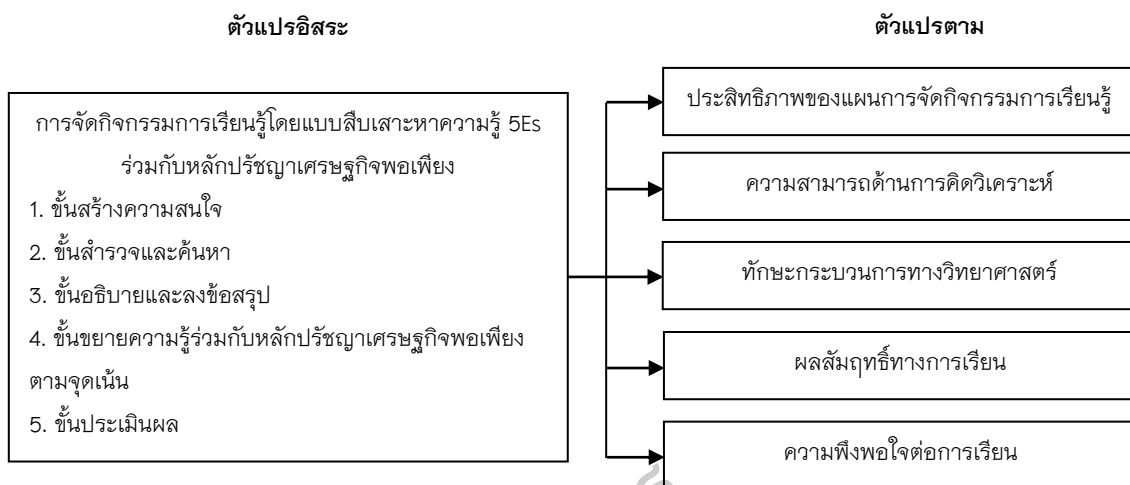 ตัวแปรอิสระ
ตัวแปรตาม
การจัดกิจกรรมการเรียนรู้โดยแบบสืบเสาะหาความรู้ 5Es
ร่วมกับหลักปรัชญาเศรษฐกิจพอเพียง
1. ขั้นสร้างความสนใจ
2. ขั้นสำรวจและค้นหา
3. ขั้นอธิบายและลงข้อสรุป
4. ขั้นขยายความรู้ร่วมกับหลักปรัชญาเศรษฐกิจพอเพียง
ตามจุดเน้น
5. ขั้นประเมินผล
ประสิทธิภาพของแผนการจัดกิจกรรมการเรียนรู้
ความสามารถด้านการคิดวิเคราะห์
ทักษะกระบวนการทางวิทยาศาสตร์
ผลสัมฤทธิ์ทางการเรียน
ความพึงพอใจต่อการเรียน